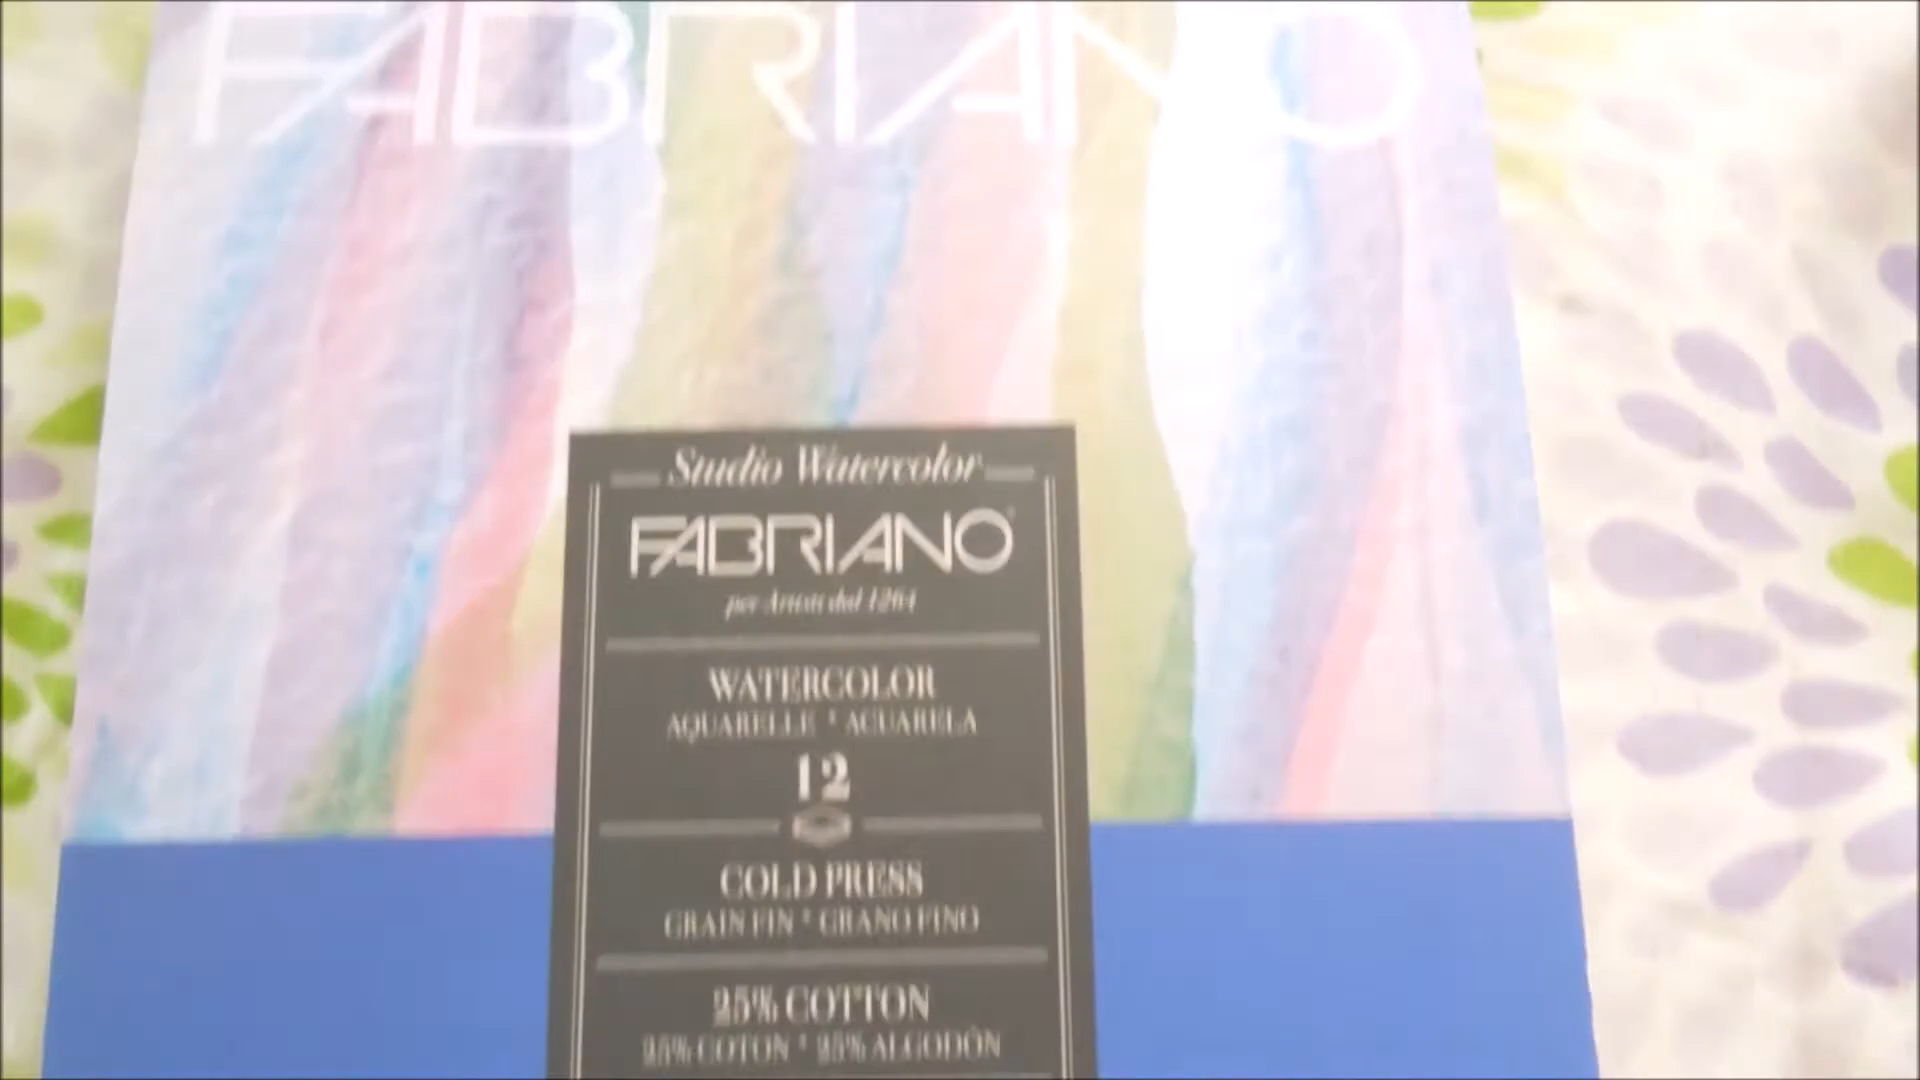 FABRIANO
Studio Watercolor
FABRIANO
per Artisti dal 1264
WATERCOLOR
AQUARELLE * ACUARELA
12
COLD PRESS
GRAIN FIN * GRANO FINO
25% COTTON
25% COTON * 25% ALGODÓN